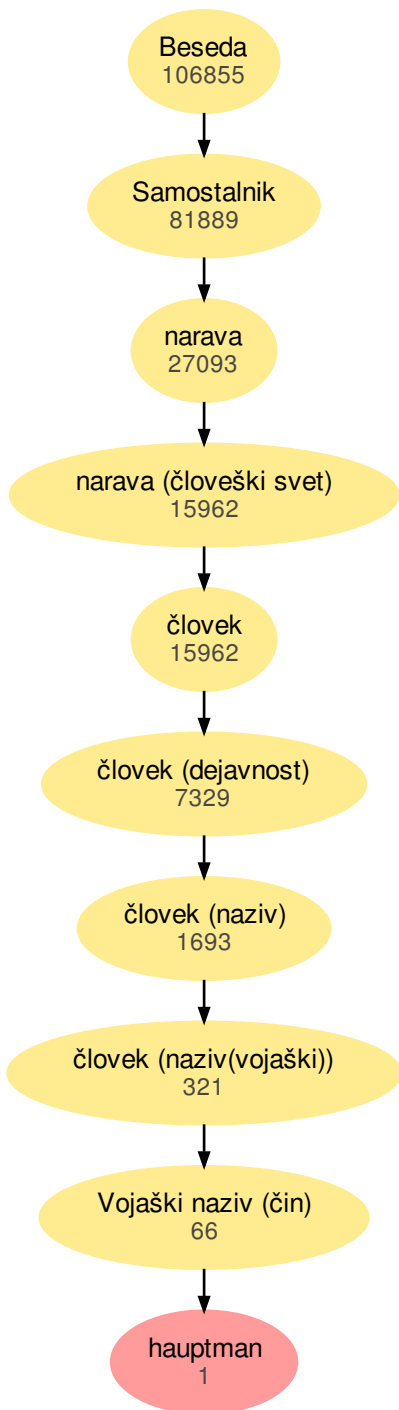 Beseda
106855
Samostalnik
81889
narava
27093
narava (človeški svet)
15962
človek
15962
človek (dejavnost)
7329
človek (naziv)
1693
človek (naziv(vojaški))
321
Vojaški naziv (čin)
66
hauptman
1